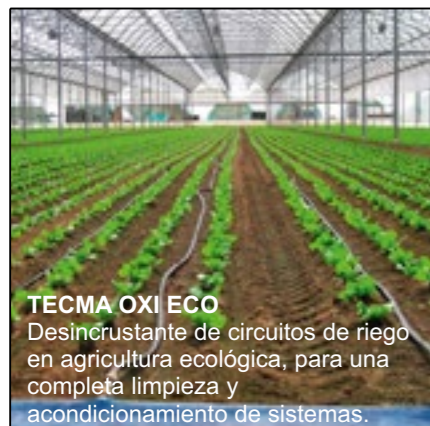 TECMA OXI ECO
Desincrustante de circuitos de riego
en agricultura ecológica, para una
completa limpieza y
acondicionamiento de sistemas.